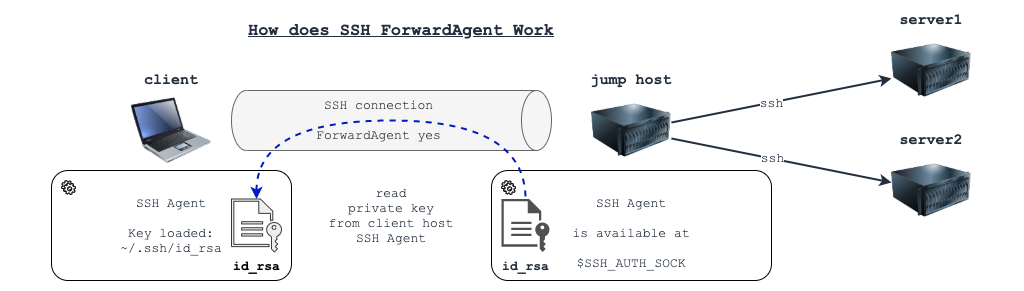 How does SSH ForwardAgent Work
server1
client
jump host
SSH connection
ForwardAgent yes
ssh
ssh
server2
SSH Agent
Key loaded:
~/.ssh/id_rsa
id_rsa
read
private key
from client host
SSH Agent
id_rsa
SSH Agent
is available at
$SSH_AUTH_SOCK